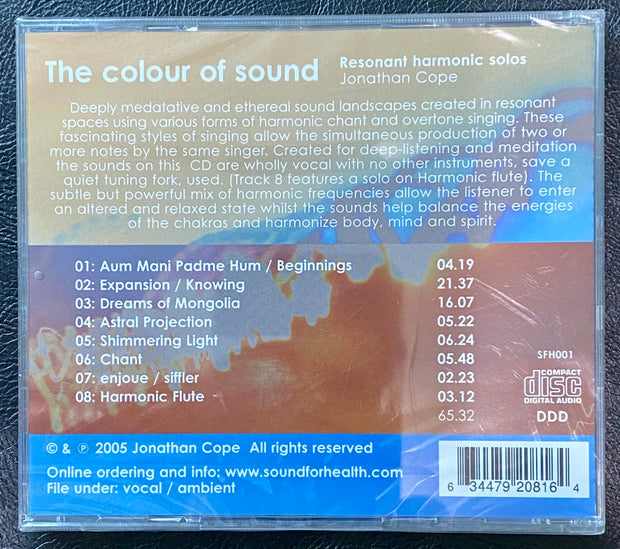 The colour of sound
Resonant harmonic solos
Jonathan Cope
Deeply medatative and ethereal sound landscapes created in resonant
spaces using various forms of harmonic chant and overtone singing. These
fascinating styles of singing allow the simultaneous production of two or
more notes by the same singer. Created for deep-listening and meditation
the sounds on this CD are wholly vocal with no other instruments, save a
quiet tuning fork, used. (Track 8 features a solo on Harmonic flute). The
subtle but powerful mix of harmonic frequencies allow the listener to enter
an altered and relaxed state whilst the sounds help balance the energies
of the chakras and harmonize body, mind and spirit.
01: Aum Mani Padme Hum / Beginnings 04.19
02: Expansion / Knowing 21.37
03: Dreams of Mongolia 16.07
04: Astral Projection 05.22
05: Shimmering Light 06.24
06: Chant 05.48
07: enjoue / siffler 02.23
08: Harmonic Flute 03.12
65.32
SFH001
COMPACT
disc
DIGITAL AUDIO
DDD
© & ℗ 2005 Jonathan Cope All rights reserved
Online ordering and info: www.soundforhealth.com
File under: vocal / ambient
6 34479 20816 4